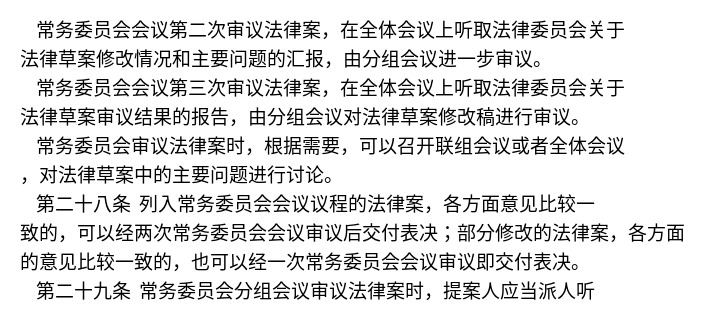 常务委员会会议第二次审议法律案，在全体会议上听取法律委员会关于
法律草案修改情况和主要问题的汇报，由分组会议进一步审议。
常务委员会会议第三次审议法律案，在全体会议上听取法律委员会关于
法律草案审议结果的报告，由分组会议对法律草案修改稿进行审议。
常务委员会审议法律案时，根据需要，可以召开联组会议或者全体会议
，对法律草案中的主要问题进行讨论。
第二十八条 列入常务委员会会议议程的法律案，各方面意见比较一
致的，可以经两次常务委员会会议审议后交付表决；部分修改的法律案，各方面
的意见比较一致的，也可以经一次常务委员会会议审议即交付表决。
第二十九条 常务委员会分组会议审议法律案时，提案人应当派人听